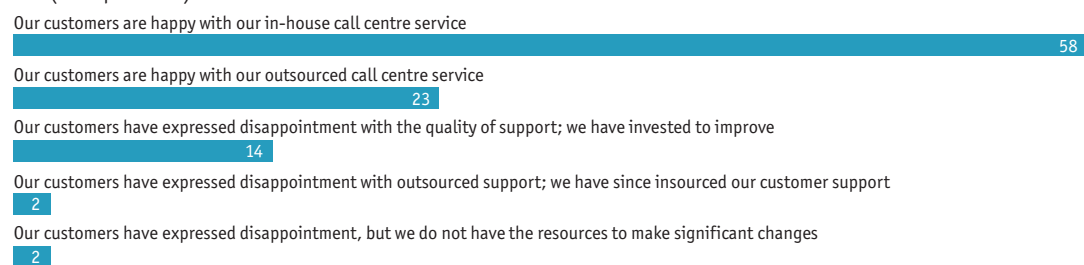 Our customers are happy with our in-house call centre service
58
Our customers are happy with our outsourced call centre service
23
Our customers have expressed disappointment with the quality of support; we have invested to improve
14
Our customers have expressed disappointment with outsourced support; we have since insourced our customer support
2
Our customers have expressed disappointment, but we do not have the resources to make significant changes
2